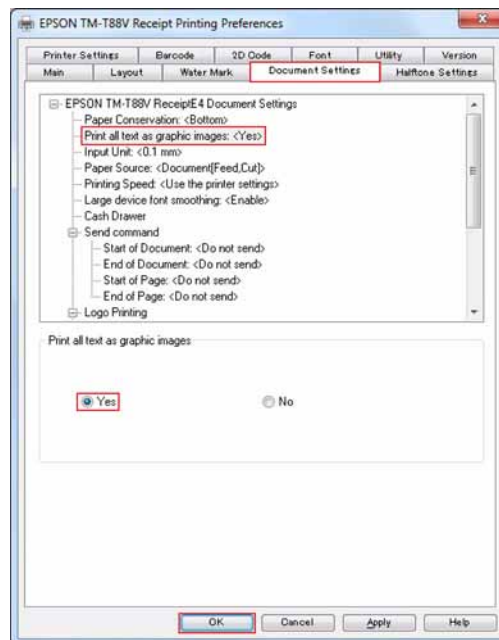 EPSON TM-T88V Receipt Printing Preferences
Printer Settings Barcode 2D Code Font Utility Version
Main Layout Water Mark Document Settings Halftone Settings
EPSON TM-T88V ReceiptE4 Document Settings
Paper Conservation: <Bottom>
Print all text as graphic images: <Yes>
Input Unit: <0.1 mm>
Paper Source: <Document[Feed,Cut]>
Printing Speed: <Use the printer settings>
Large device font smoothing: <Enable>
Cash Drawer
Send command
Start of Document: <Do not send>
End of Document: <Do not send>
Start of Page: <Do not send>
End of Page: <Do not send>
Logo Printing
Print all text as graphic images
Yes No
OK Cancel Apply Help